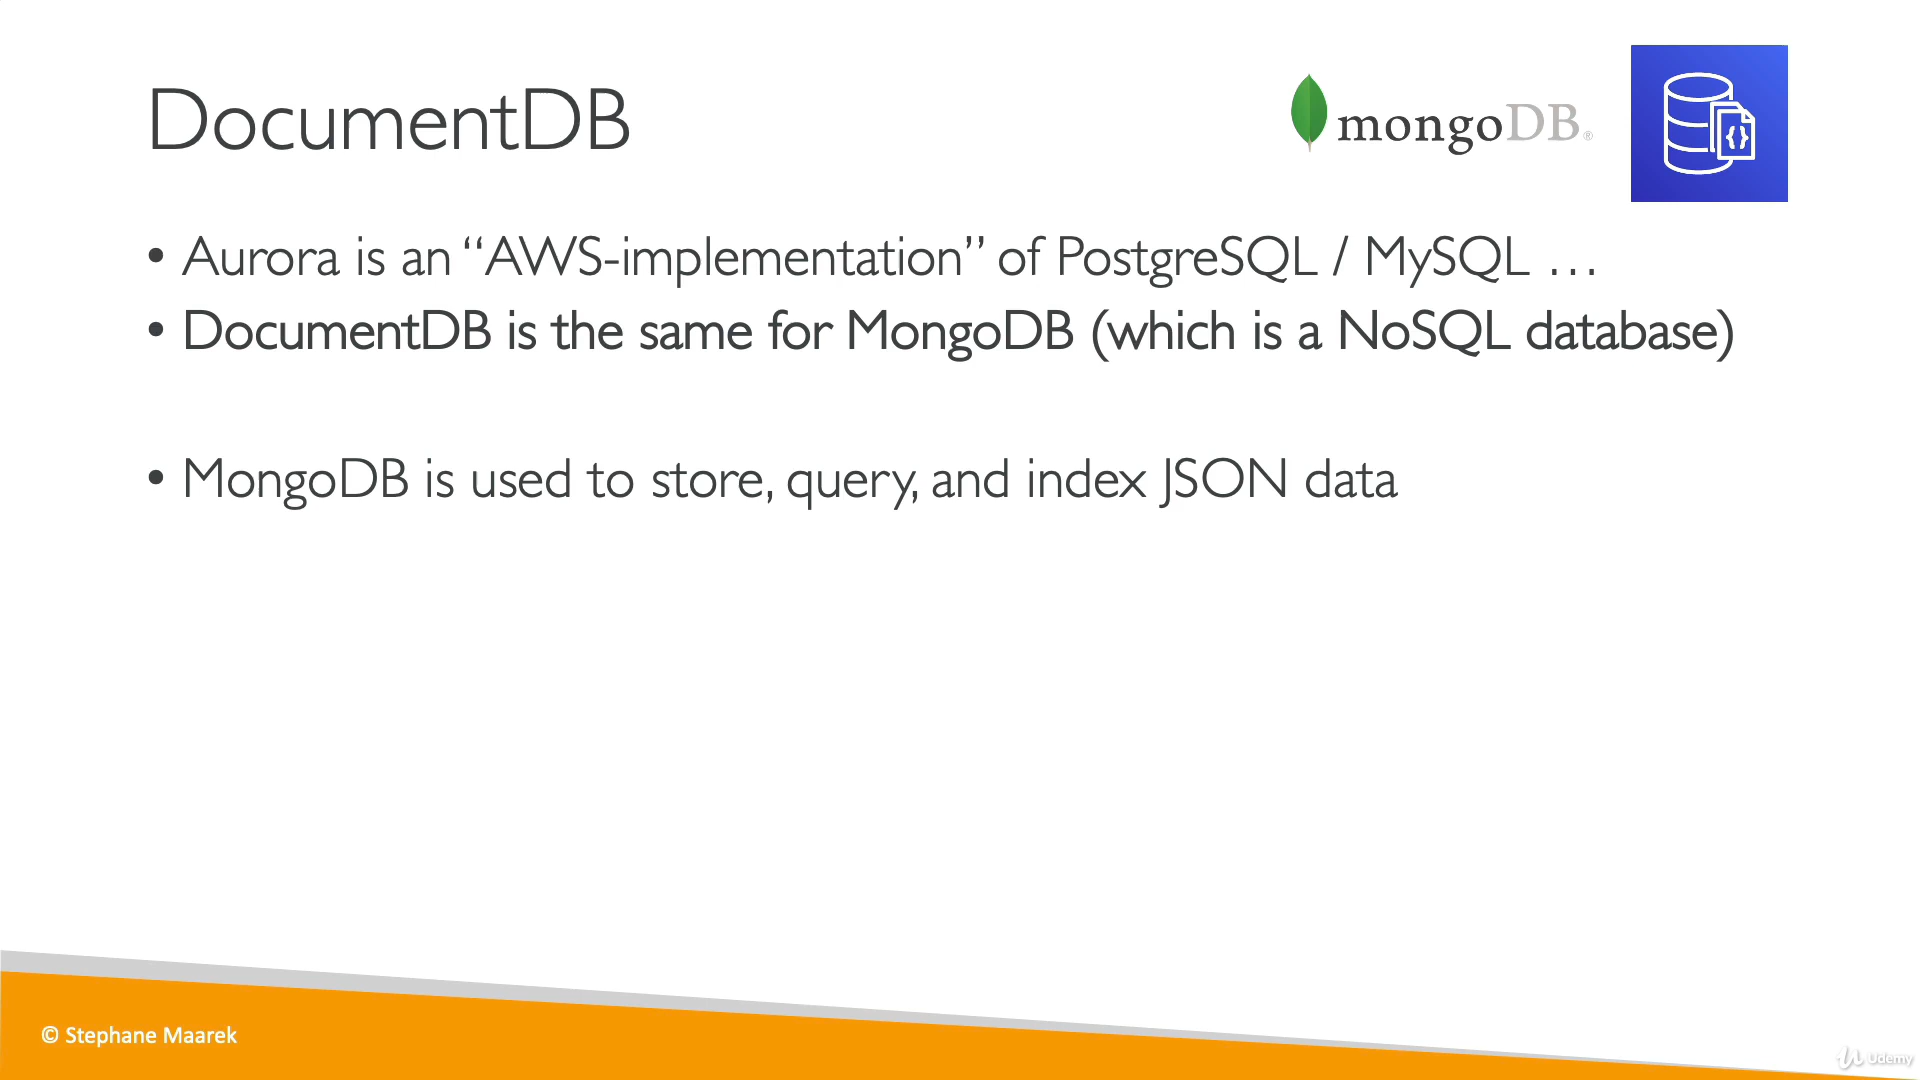 DocumentDB
mongoDB®
{}
• Aurora is an “AWS-implementation” of PostgreSQL / MySQL …
• DocumentDB is the same for MongoDB (which is a NoSQL database)
• MongoDB is used to store, query, and index JSON data
© Stephane Maarek
Udemy